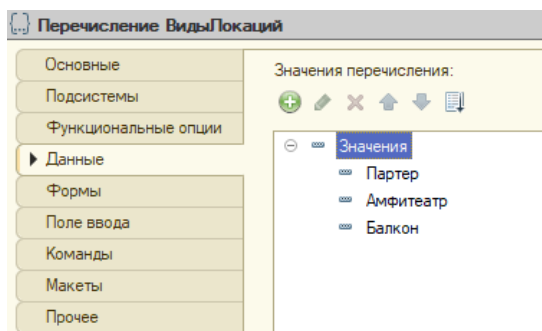 Перечисление ВидыЛокаций
Основные
Подсистемы
Функциональные опции
Данные
Формы
Поле ввода
Команды
Макеты
Прочее
Значения перечисления:
Значения
Партер
Амфитеатр
Балкон